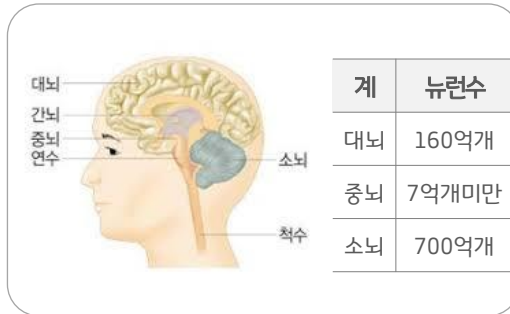 대뇌
간뇌
중뇌
연수
소뇌
척수
계 뉴런수
대뇌 160억개
중뇌 7억개미만
소뇌 700억개